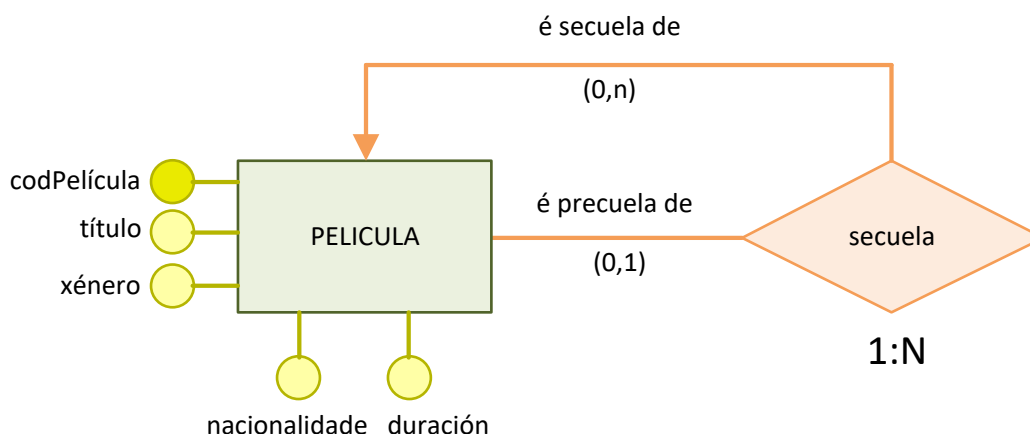 é secuela de
(0,n)
codPelícula
título
xénero
PELICULA
é precuela de
(0,1)
secuela
1:N
nacionalidade
duración